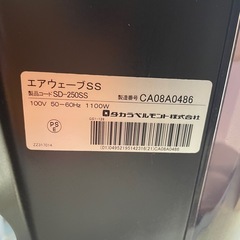 エアウェーブSS
製品コード SD-250SS 製造番号 CA08A0486
100V 50-60Hz 1100W
タカラベルモント株式会社
PS
E